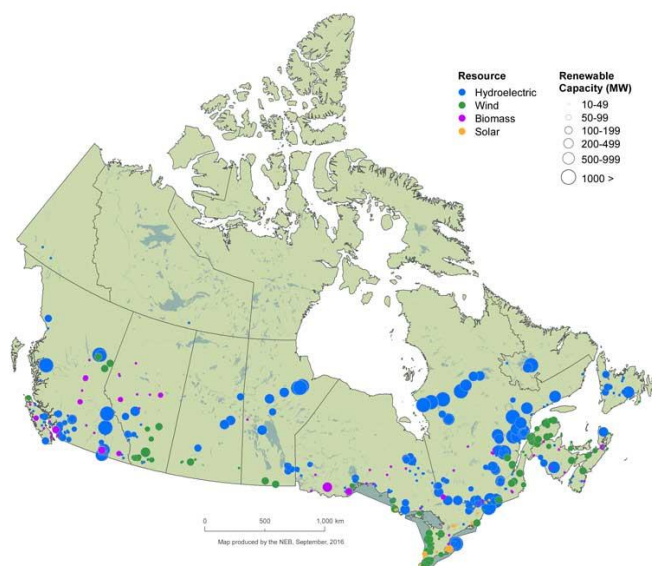 Resource
Hydroelectric
Wind
Biomass
Solar
Renewable
Capacity (MW)
10-49
50-99
100-199
200-499
500-999
1000 >
0 500 1,000 km
Map produced by the NEB, September, 2016